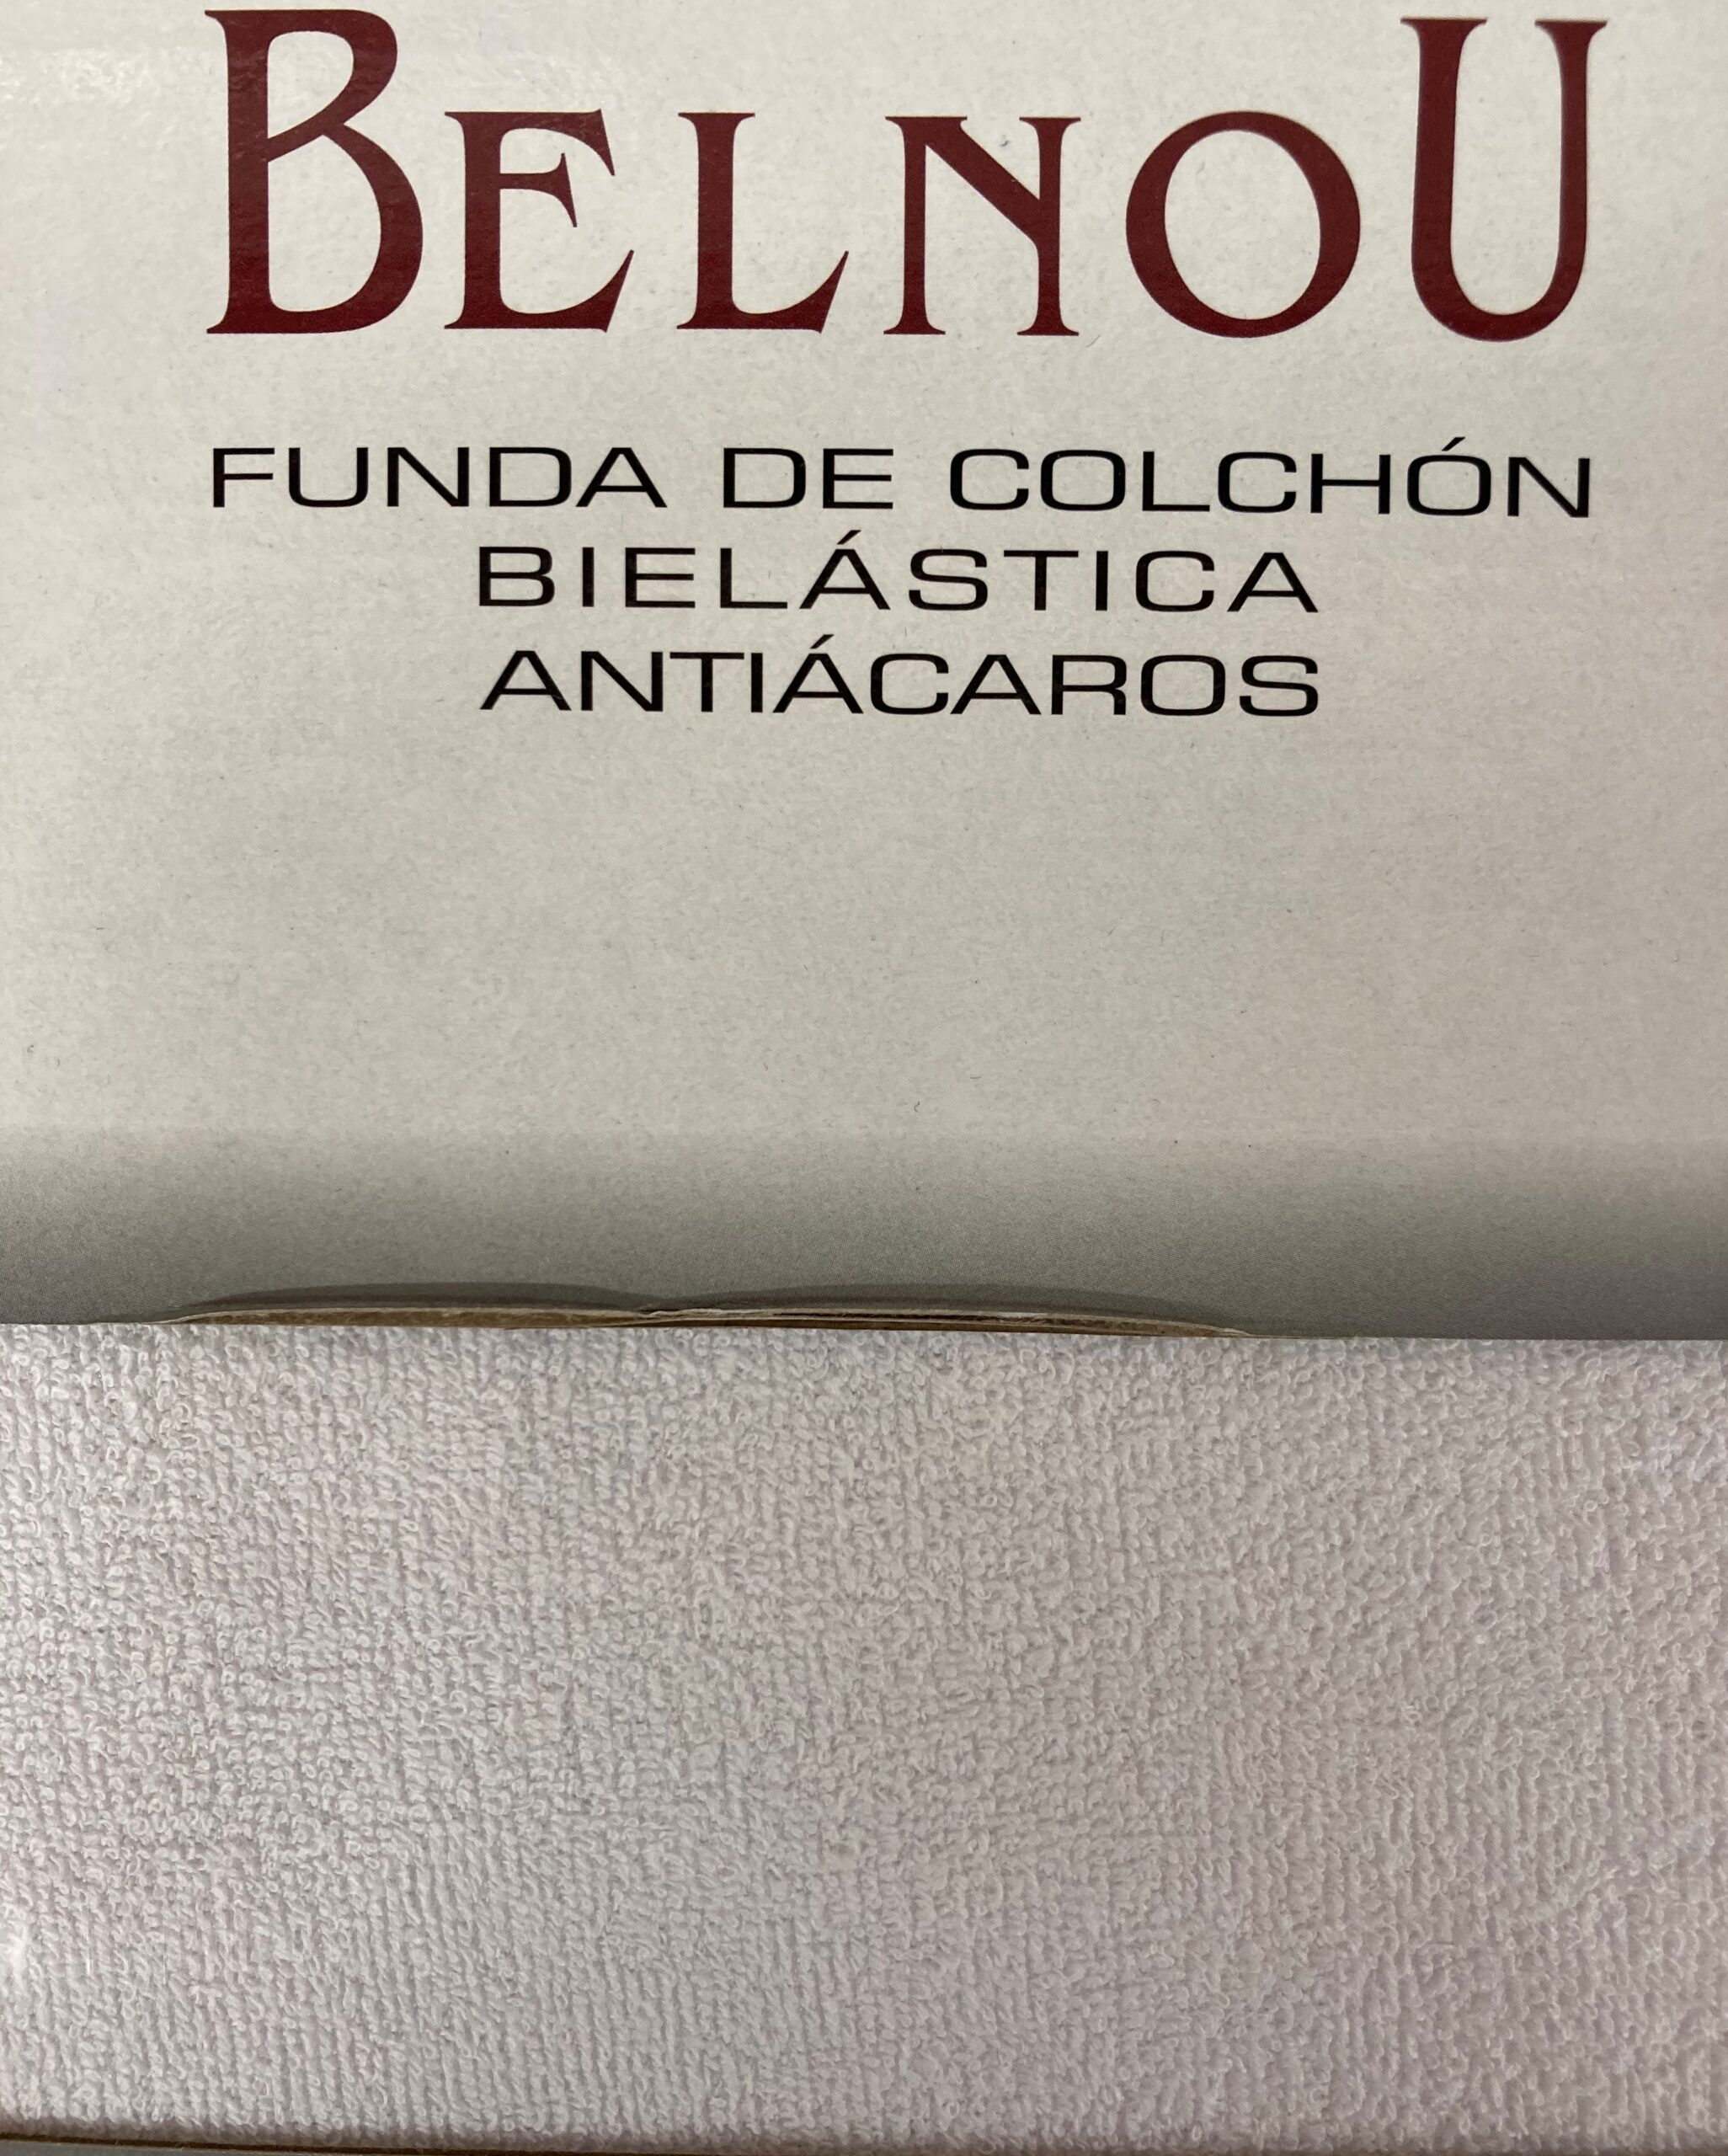 BELNOU
FUNDA DE COLCHÓN
BIELÁSTICA
ANTIÁCAROS